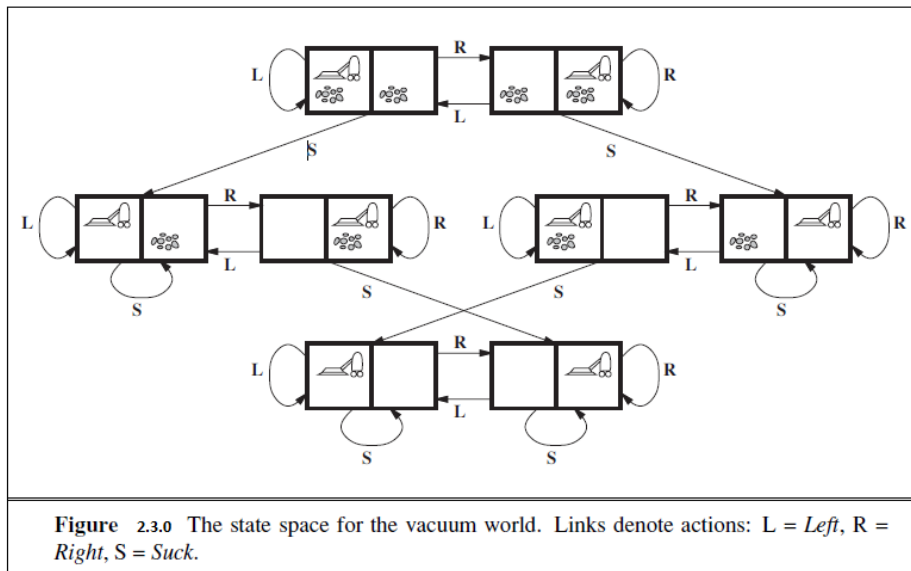 R
L R
L
S S
R R
L R L R
L L
S S S S
R
L R
L
S S
Figure 2.3.0 The state space for the vacuum world. Links denote actions: L = Left, R =
Right, S = Suck.